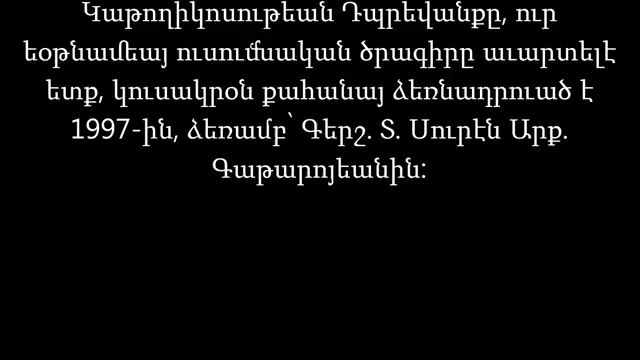 Կաթողիկոսութեան Դպրեվանքը, ուր
եօթնամեայ ուսումնական ծրագիրը աւարտելէ
ետք, կուսակրօն քահանայ ձեռնադրուած է
1997-ին, ձեռամբ՝ Գերշ. Տ. Սուրէն Արք.
Գաթարոյեանին: